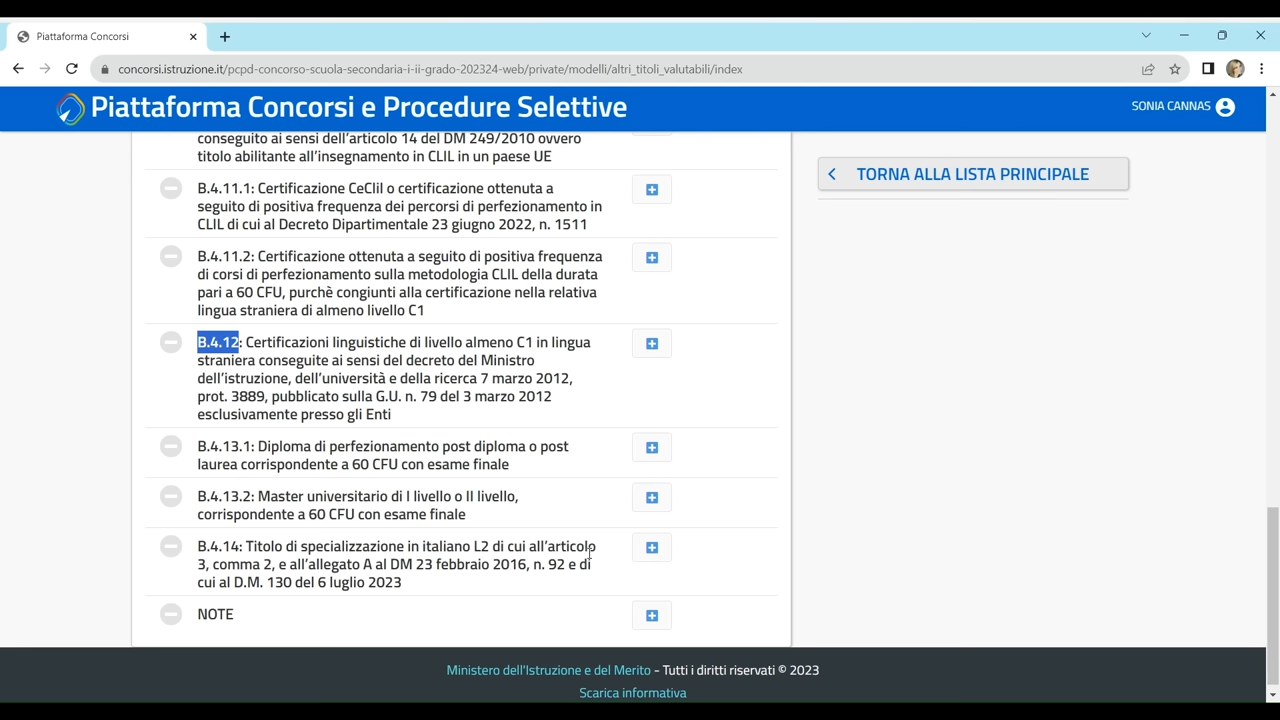 Piattaforma Concorsi
concorsi.istruzione.it/pcpd-concorso-scuola-secondaria-i-ii-grado-202324-web/private/modelli/altri_titoli_valutabili/index
Piattaforma Concorsi e Procedure Selettive
SONIA CANNAS
conseguito ai sensi dell'articolo 14 del DM 249/2010 ovvero
titolo abilitante all'insegnamento in CLIL in un paese UE
TORNA ALLA LISTA PRINCIPALE
B.4.11.1: Certificazione CeClil o certificazione ottenuta a
seguito di positiva frequenza dei percorsi di perfezionamento in
CLIL di cui al Decreto Dipartimentale 23 giugno 2022, n. 1511
B.4.11.2: Certificazione ottenuta a seguito di positiva frequenza
di corsi di perfezionamento sulla metodologia CLIL della durata
pari a 60 CFU, purchè congiunti alla certificazione nella relativa
lingua straniera di almeno livello C1
B.4.12: Certificazioni linguistiche di livello almeno C1 in lingua
straniera conseguite ai sensi del decreto del Ministro
dell'istruzione, dell'università e della ricerca 7 marzo 2012,
prot. 3889, pubblicato sulla G.U. n. 79 del 3 marzo 2012
esclusivamente presso gli Enti
B.4.13.1: Diploma di perfezionamento post diploma o post
laurea corrispondente a 60 CFU con esame finale
B.4.13.2: Master universitario di I livello o II livello,
corrispondente a 60 CFU con esame finale
B.4.14: Titolo di specializzazione in italiano L2 di cui all'articolo
3, comma 2, e all'allegato A al DM 23 febbraio 2016, n. 92 e di
cui al D.M. 130 del 6 luglio 2023
NOTE
Ministero dell'Istruzione e del Merito - Tutti i diritti riservati © 2023
Scarica informativa